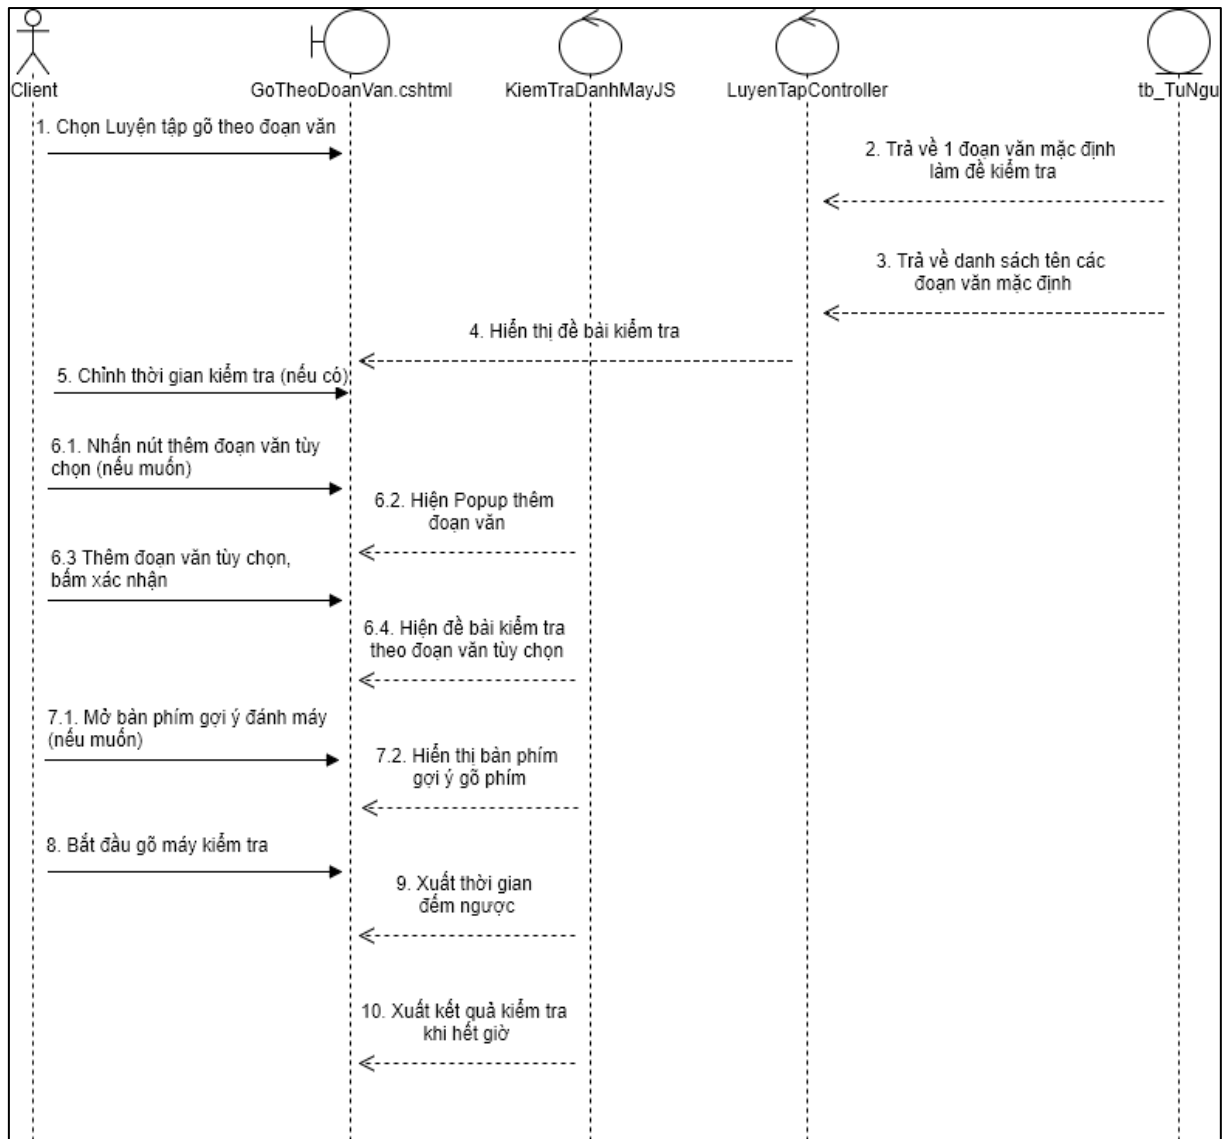 Client
GoTheoDoanVan.cshtml
KiemTraDanhMayJS
LuyenTapController
tb_TuNgu
1. Chọn Luyện tập gõ theo đoạn văn
2. Trả về 1 đoạn văn mặc định
làm đề kiểm tra
3. Trả về danh sách tên các
đoạn văn mặc định
4. Hiển thị đề bài kiểm tra
5. Chỉnh thời gian kiểm tra (nếu có)
6.1. Nhấn nút thêm đoạn văn tùy
chọn (nếu muốn)
6.2. Hiện Popup thêm
đoạn văn
6.3 Thêm đoạn văn tùy chọn,
bấm xác nhận
6.4. Hiện đề bài kiểm tra
theo đoạn văn tùy chọn
7.1. Mở bàn phím gợi ý đánh máy
(nếu muốn)
7.2. Hiển thị bàn phím
gợi ý gõ phím
8. Bắt đầu gõ máy kiểm tra
9. Xuất thời gian
đếm ngược
10. Xuất kết quả kiểm tra
khi hết giờ